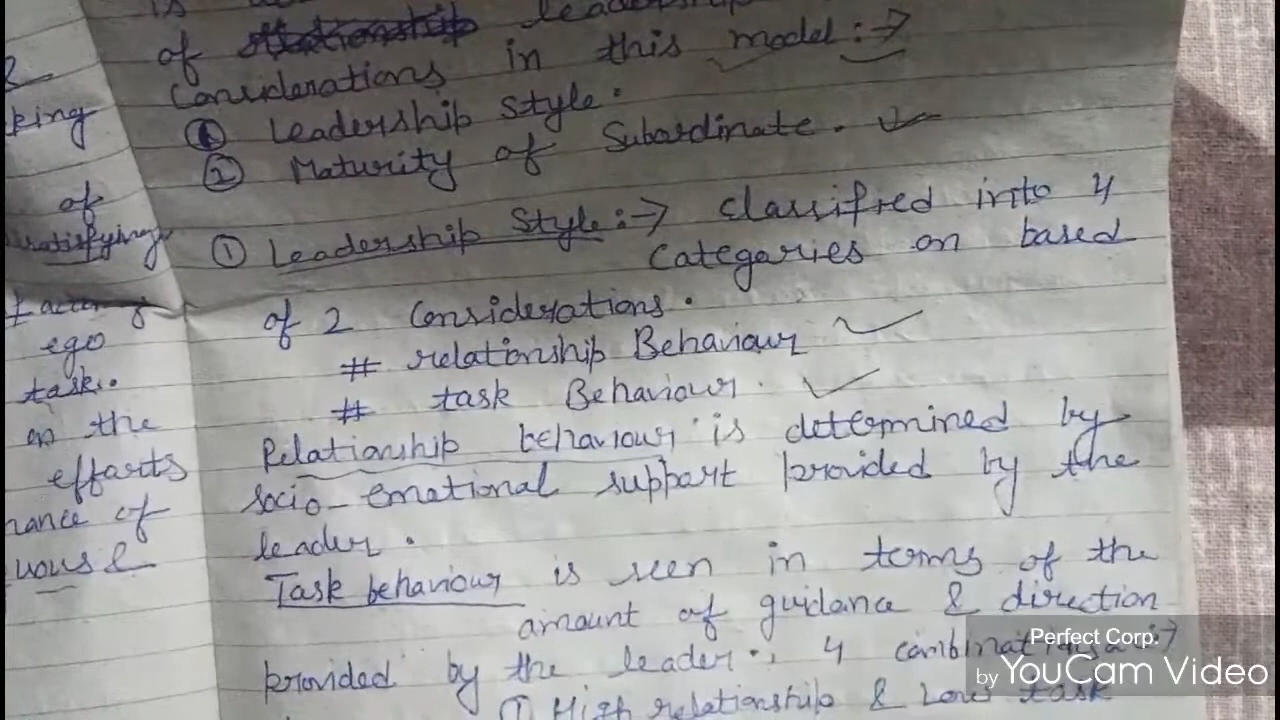 of leadership
Considerations in this model :→
① Leadership Style.
② Maturity of Subordinate.
① Leadership Style :→ Classified into 4
Categories on based
of 2 Considerations.
# relationship Behaviour
# task Behaviour.
Relationship behaviour is determined by
socio-emotional support provided by the
leader.
Task behaviour is seen in terms of the
amount of guidance & direction
provided by the leader. 4
① High relationship & Low task
king
of
satisfying
ego
task.
on the
efforts
of
&
Perfect Corp.
by YouCam Video